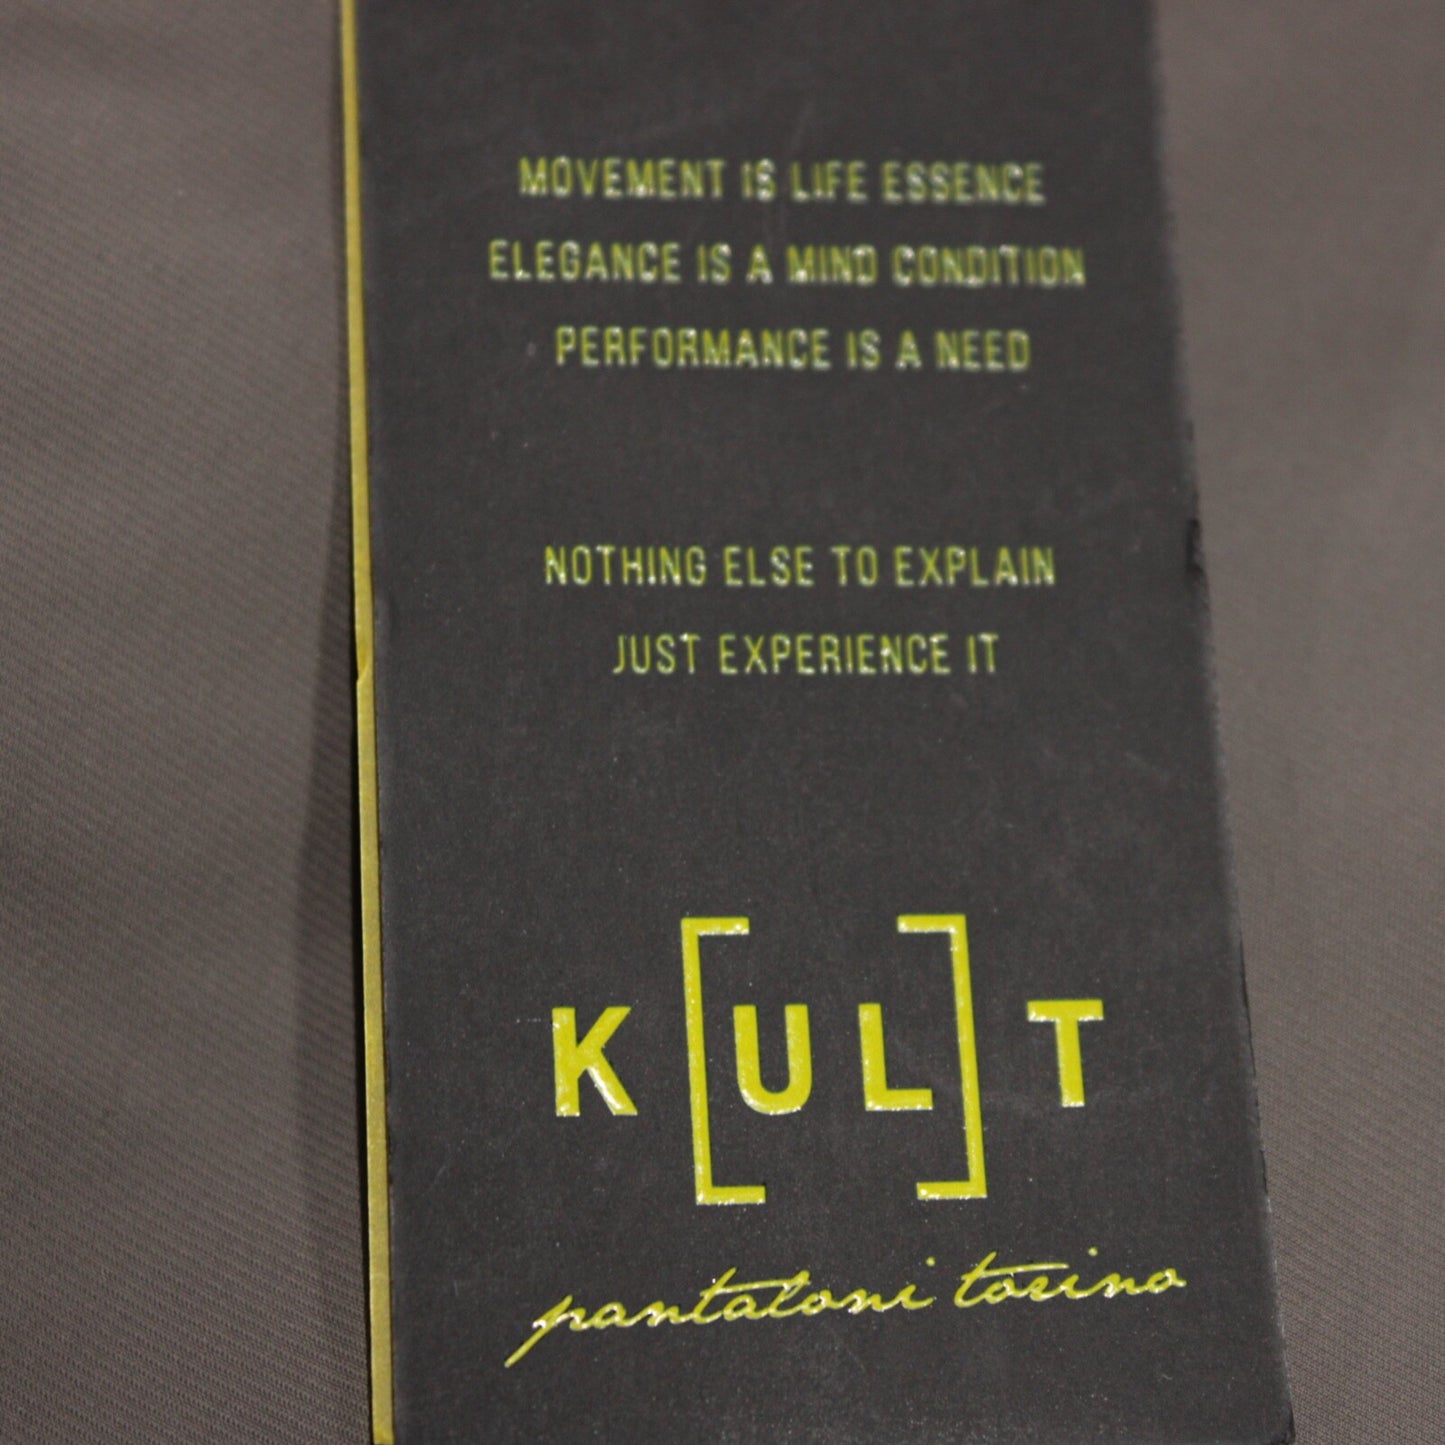 MOVEMENT IS LIFE ESSENCE
ELEGANCE IS A MIND CONDITION
PERFORMANCE IS A NEED
NOTHING ELSE TO EXPLAIN
JUST EXPERIENCE IT
K[UL]T
pantaloni torino